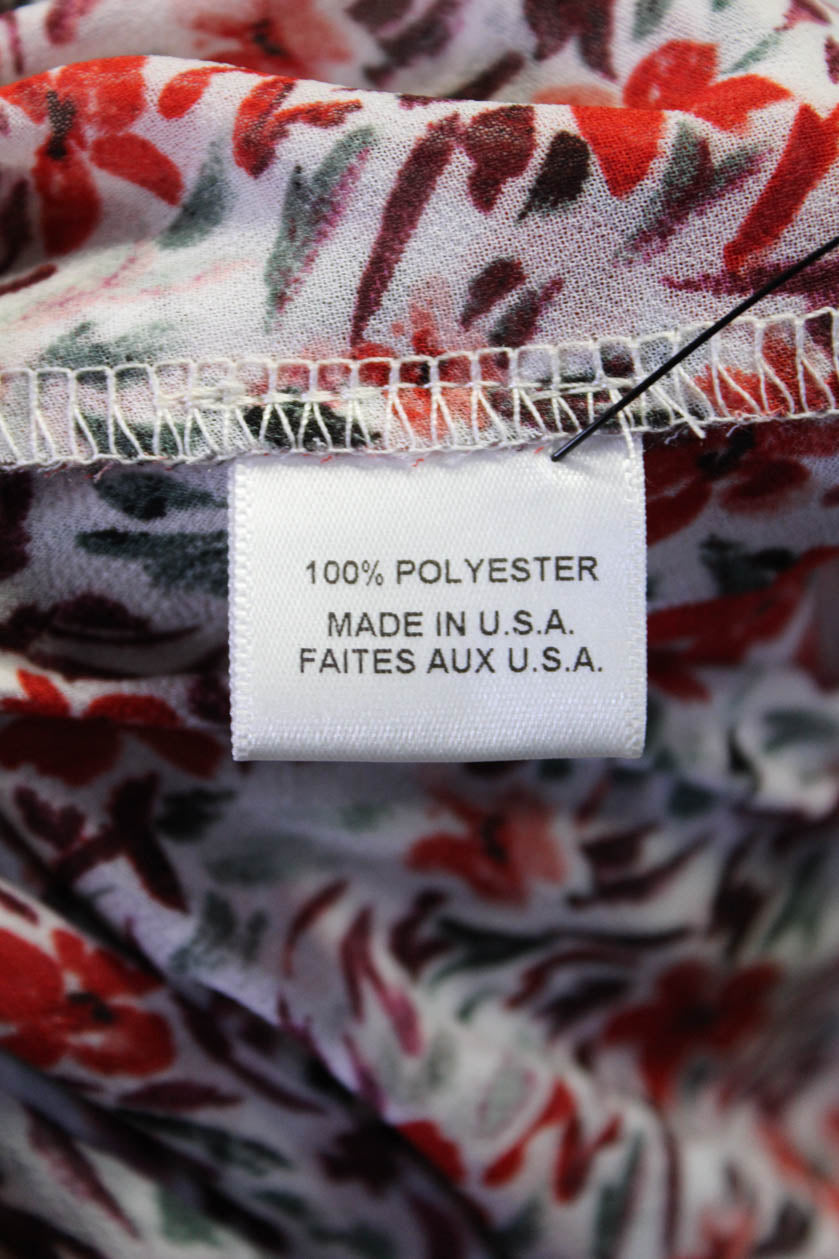 100% POLYESTER
MADE IN U.S.A.
FAITES AUX U.S.A.